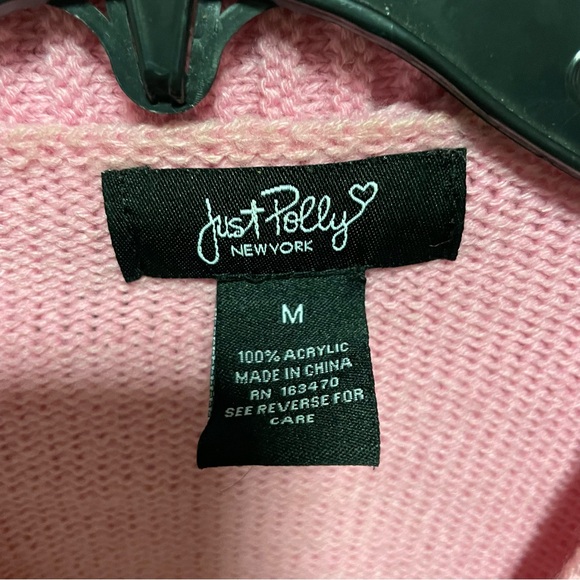 Just Polly
NEW YORK
M
100% ACRYLIC
MADE IN CHINA
RN 163470
SEE REVERSE FOR
CARE